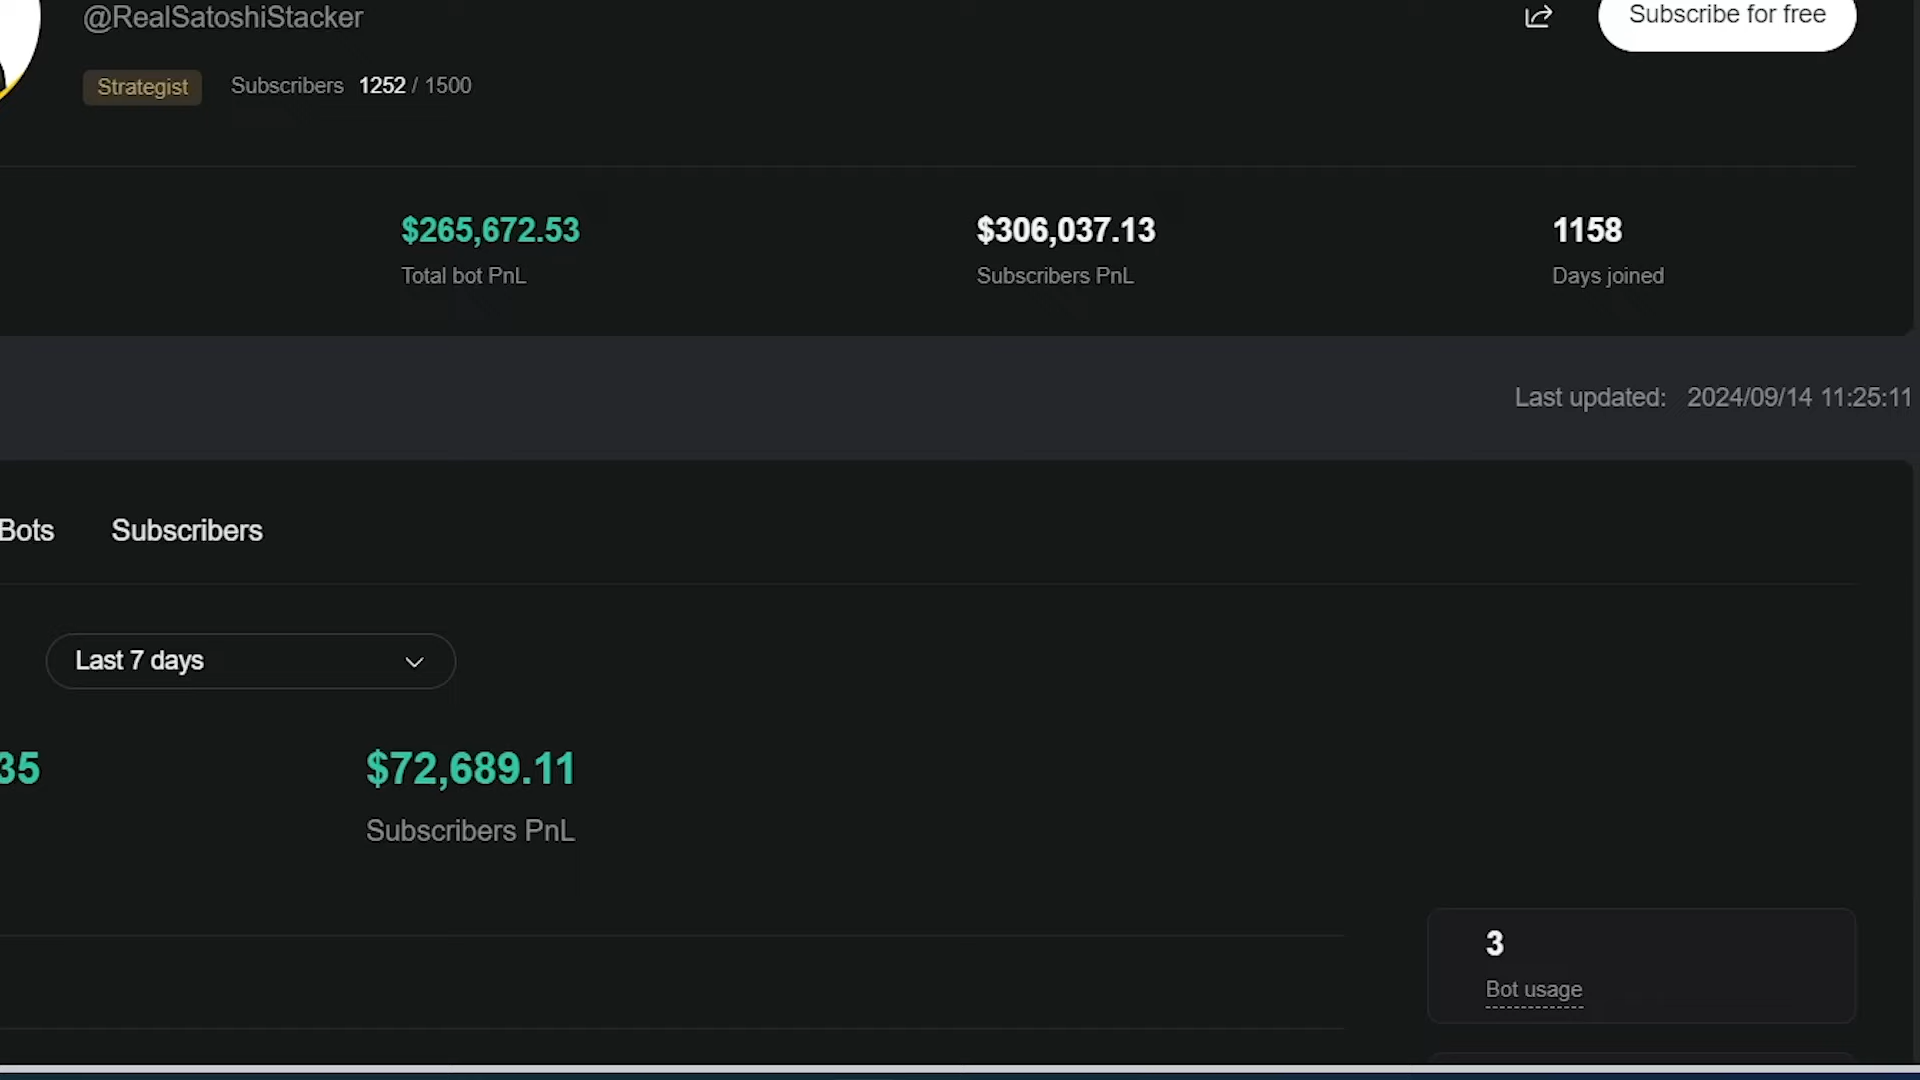 @RealSatoshiStacker
Subscribe for free
Strategist Subscribers 1252 / 1500
$265,672.53 $306,037.13 1158
Total bot PnL Subscribers PnL Days joined
Last updated: 2024/09/14 11:25:11
Bots Subscribers
Last 7 days
35 $72,689.11
Subscribers PnL
3
Bot usage